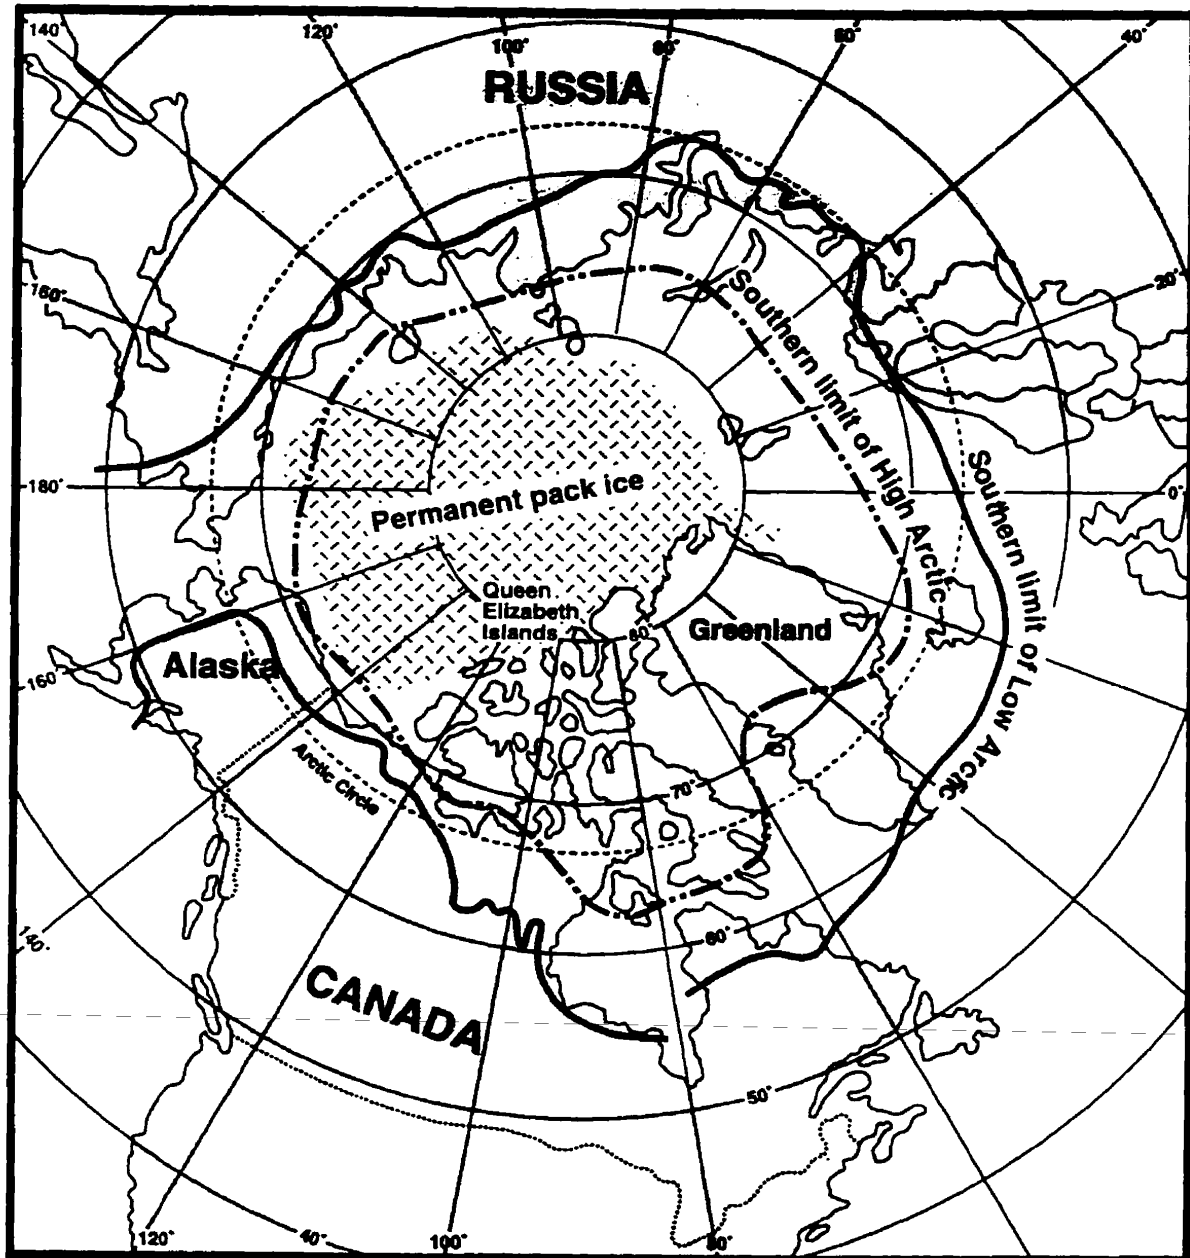 140°
120°
100°
80°
60°
40°
RUSSIA
160°
20°
Southern limit of High Arctic
Southern limit of Low Arctic
180°
0°
Permanent pack ice
Queen
Elizabeth
Islands
80°
Greenland
Alaska
160°
Arctic Circle
70°
140°
60°
CANADA
50°
120°
40°
100°
80°